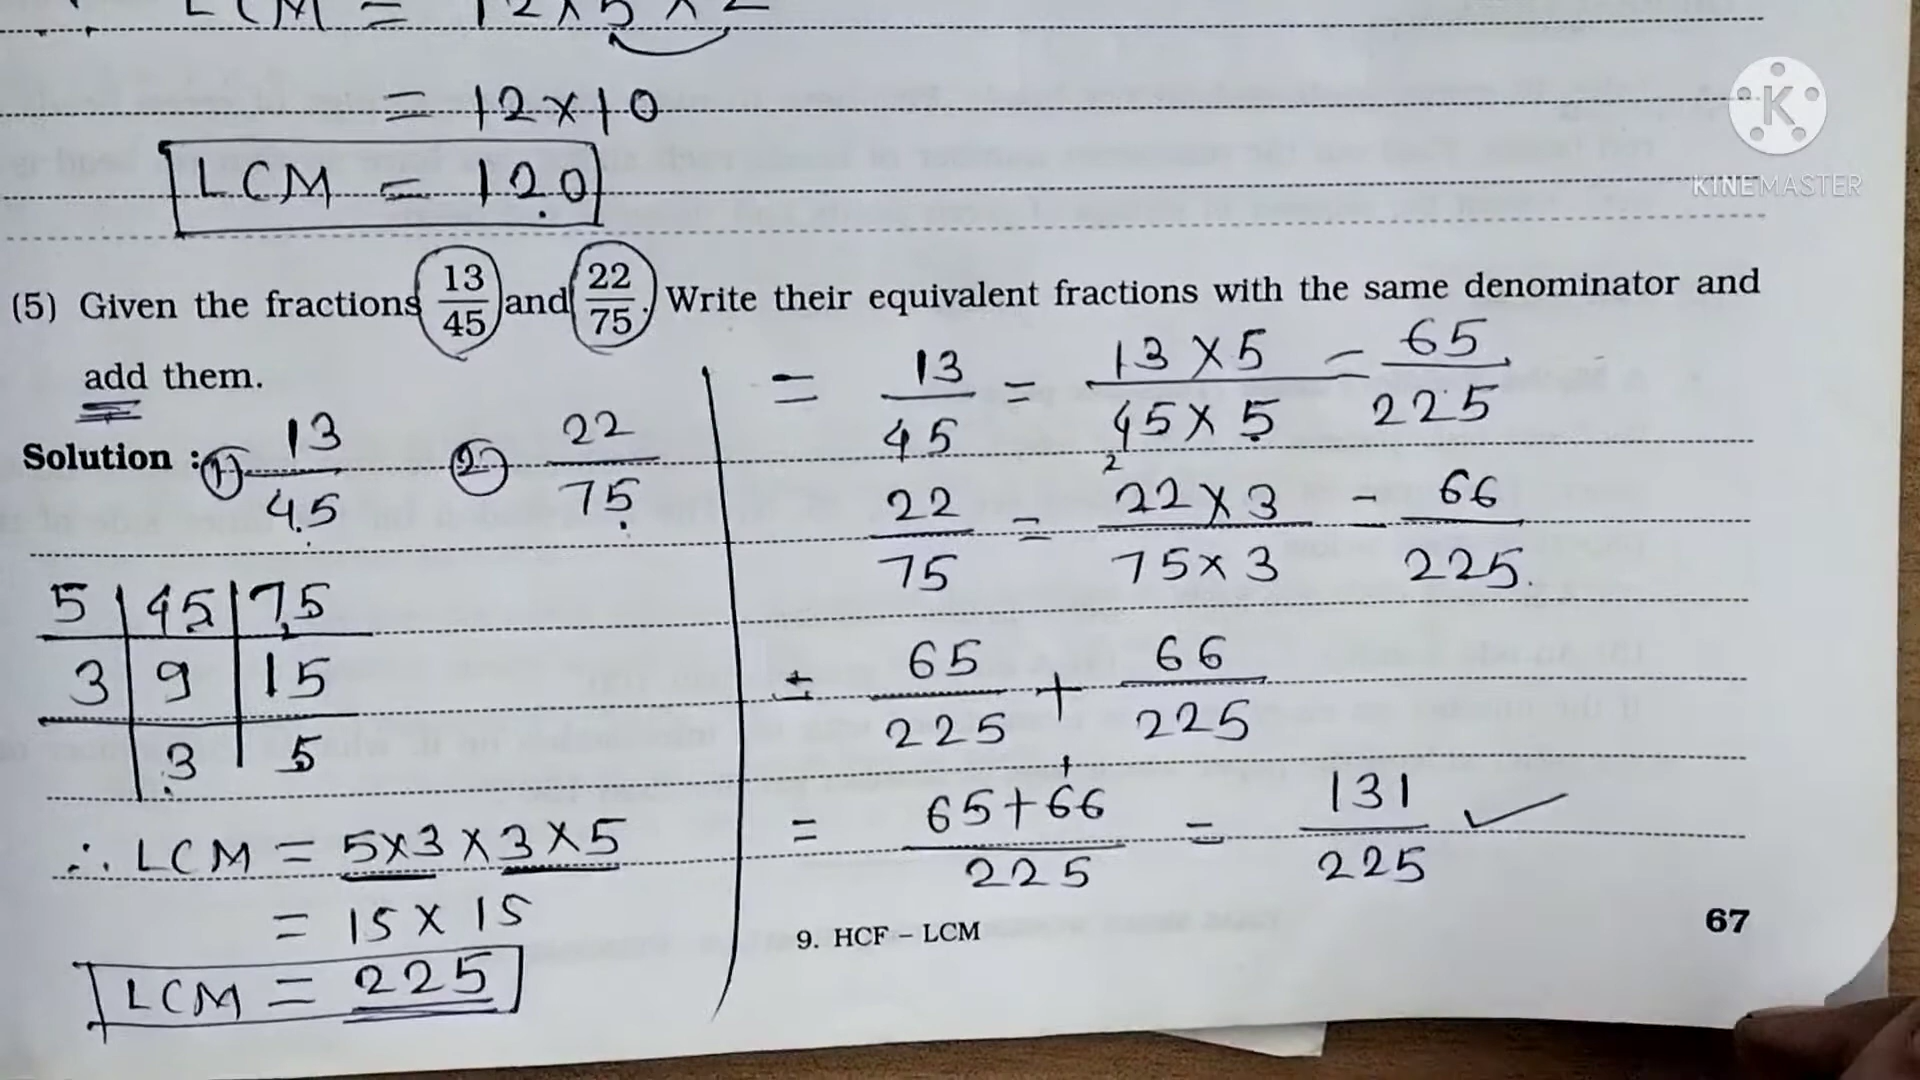 LCM = 12 × 5 × 2
= 12 × 10
LCM = 120
K
KINEMASTER
(5) Given the fractions 13/45 and 22/75. Write their equivalent fractions with the same denominator and
add them.
Solution : 1) 13/45 2) 22/75
5 | 45 | 75
3 | 9 | 15
3 | 5
∴ LCM = 5×3 × 3×5
= 15 × 15
LCM = 225
= 13/45 = 13 × 5 / 45 × 5 = 65/225
2
22/75 = 22 × 3 / 75 × 3 = 66/225.
= 65/225 + 66/225
= 65+66/225 = 131/225 ✓
9. HCF – LCM
67